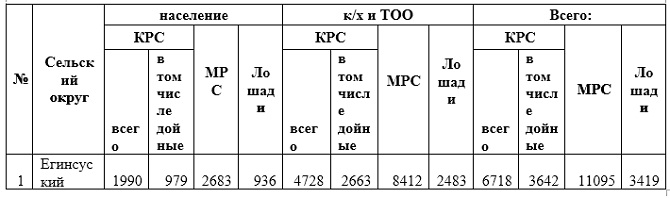 население к/х и ТОО Всего:
№ Сельский округ КРС МРС Лошади КРС МРС Лошади КРС МРС Лошади
всего в том числе дойные всего в том числе дойные всего в том числе дойные
1 Егинсуский 1990 979 2683 936 4728 2663 8412 2483 6718 3642 11095 3419